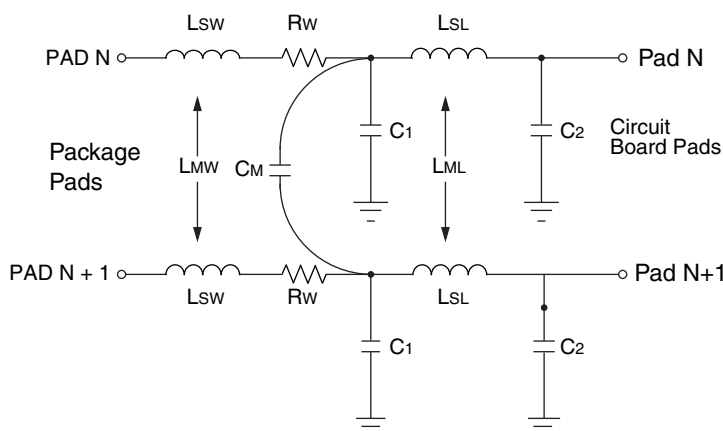 LSW RW LSL
PAD N Pad N
C1 C2 Circuit
Board Pads
Package
Pads
LMW CM LML
PAD N + 1 Pad N+1
LSW RW LSL
C1 C2